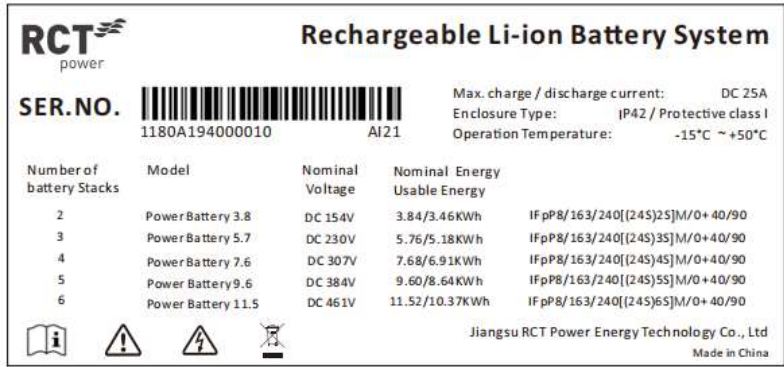 RCT
power
Rechargeable Li-ion Battery System
SER.NO.
1180A194000010 AI21
Max. charge / discharge current: DC 25A
Enclosure Type: IP42 / Protective class I
Operation Temperature: -15°C ~+50°C
Number of battery Stacks Model Nominal Voltage Nominal Energy Usable Energy
2 Power Battery 3.8 DC 154V 3.84/3.46KWh IFpP8/163/240[(24S)2S]M/0+40/90
3 Power Battery 5.7 DC 230V 5.76/5.18KWh IFpP8/163/240[(24S)3S]M/0+40/90
4 Power Battery 7.6 DC 307V 7.68/6.91KWh IFpP8/163/240[(24S)4S]M/0+40/90
5 Power Battery 9.6 DC 384V 9.60/8.64KWh IFpP8/163/240[(24S)5S]M/0+40/90
6 Power Battery 11.5 DC 461V 11.52/10.37KWh IFpP8/163/240[(24S)6S]M/0+40/90
Jiangsu RCT Power Energy Technology Co., Ltd
Made in China